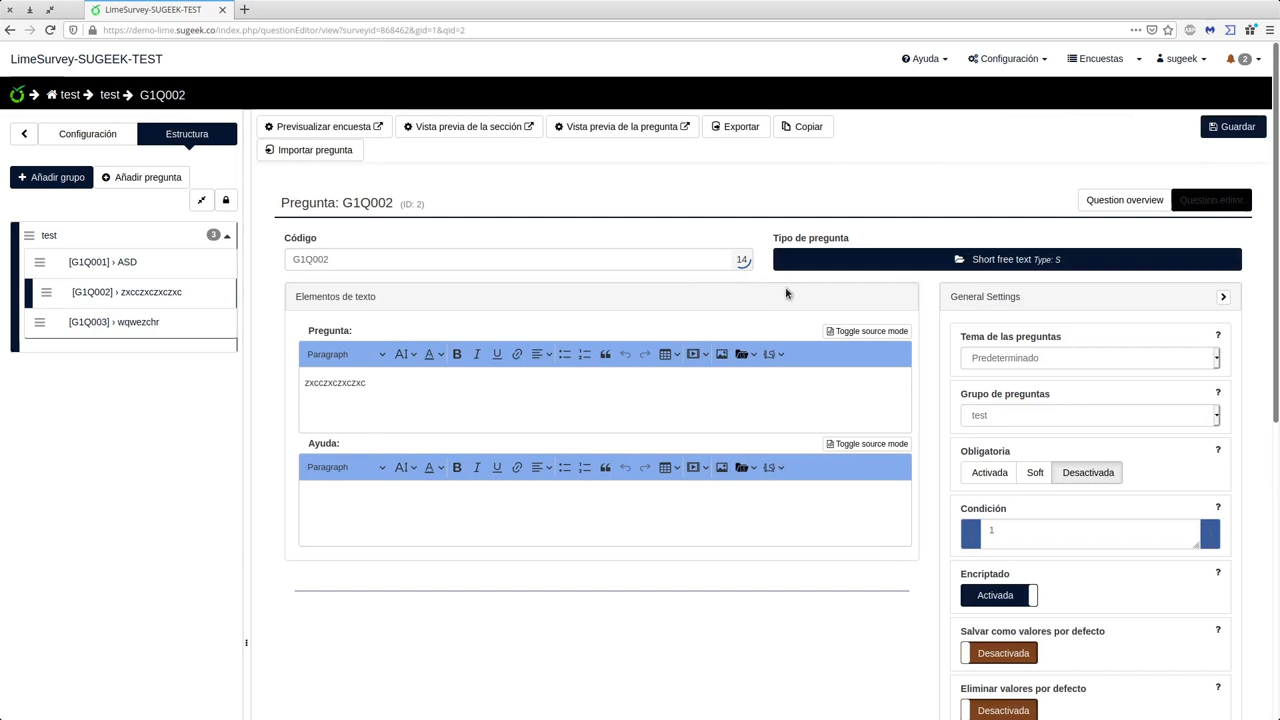 LimeSurvey-SUGEEK-TEST
https://demo-lime.sugeek.co/index.php/questionEditor/view?surveyid=868462&gid=1&qid=2
LimeSurvey-SUGEEK-TEST
Ayuda
Configuración
Encuestas
sugeek
2
test
test
G1Q002
Configuración
Estructura
Previsualizar encuesta
Vista previa de la sección
Vista previa de la pregunta
Exportar
Copiar
Guardar
Importar pregunta
Añadir grupo
Añadir pregunta
test
3
[G1Q001] › ASD
[G1Q002] › zxcczxczxczxc
[G1Q003] › wqwezchr
Pregunta: G1Q002 (ID: 2)
Question overview
Question editor
Código
G1Q002
14
Tipo de pregunta
Short free text Type: S
Elementos de texto
Pregunta:
Toggle source mode
Paragraph
zxcczxczxczxc
Ayuda:
Toggle source mode
Paragraph
General Settings
Tema de las preguntas
?
Predeterminado
Grupo de preguntas
?
test
Obligatoria
?
Activada
Soft
Desactivada
Condición
?
1
Encriptado
?
Activada
Salvar como valores por defecto
?
Desactivada
Eliminar valores por defecto
?
Desactivada